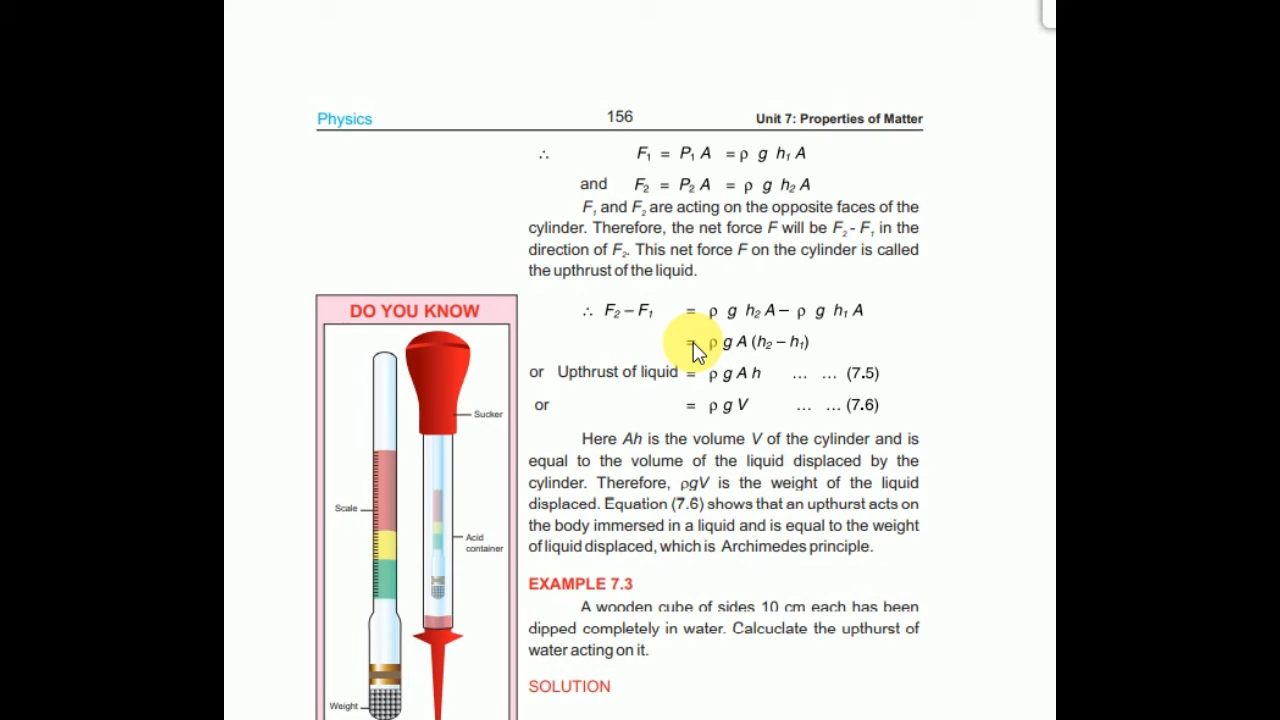 Physics 156 Unit 7: Properties of Matter
∴ F₁ = P₁ A = ρ g h₁ A
and F₂ = P₂ A = ρ g h₂ A
F₁ and F₂ are acting on the opposite faces of the
cylinder. Therefore, the net force F will be F₂ - F₁ in the
direction of F₂. This net force F on the cylinder is called
the upthrust of the liquid.
∴ F₂ – F₁ = ρ g h₂ A – ρ g h₁ A
= ρ g A (h₂ – h₁)
or Upthrust of liquid = ρ g A h ... ... (7.5)
or = ρ g V ... ... (7.6)
Here Ah is the volume V of the cylinder and is
equal to the volume of the liquid displaced by the
cylinder. Therefore, ρgV is the weight of the liquid
displaced. Equation (7.6) shows that an upthurst acts on
the body immersed in a liquid and is equal to the weight
of liquid displaced, which is Archimedes principle.
EXAMPLE 7.3
A wooden cube of sides 10 cm each has been
dipped completely in water. Calcuclate the upthurst of
water acting on it.
SOLUTION
DO YOU KNOW
Sucker
Scale
Acid
container
Weight